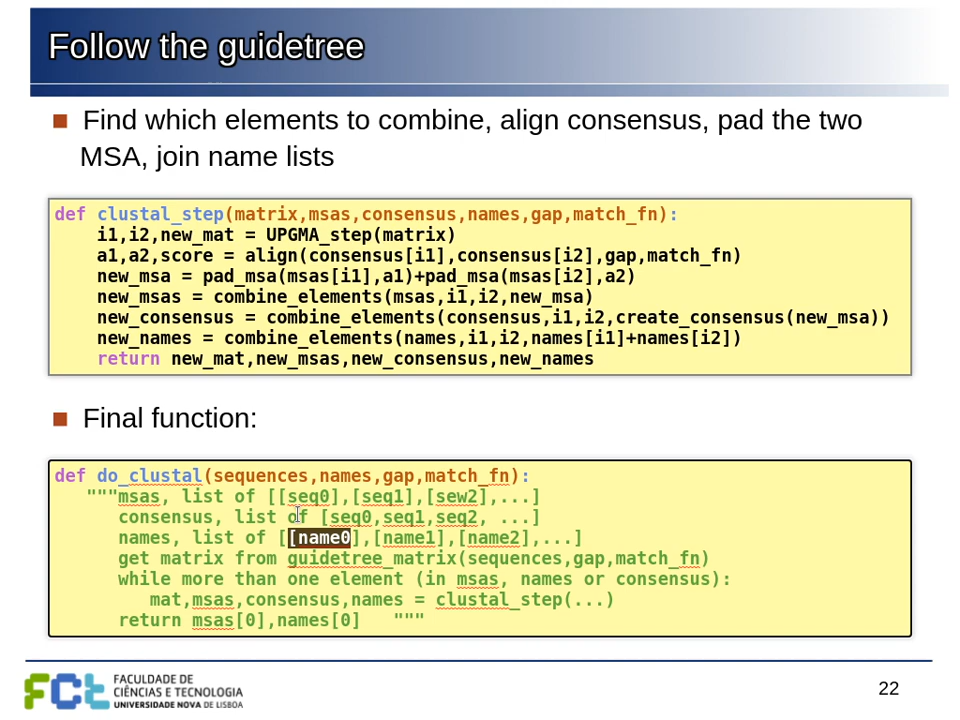 Follow the guidetree
Find which elements to combine, align consensus, pad the two
MSA, join name lists
def clustal_step(matrix,msas,consensus,names,gap,match_fn):
    i1,i2,new_mat = UPGMA_step(matrix)
    a1,a2,score = align(consensus[i1],consensus[i2],gap,match_fn)
    new_msa = pad_msa(msas[i1],a1)+pad_msa(msas[i2],a2)
    new_msas = combine_elements(msas,i1,i2,new_msa)
    new_consensus = combine_elements(consensus,i1,i2,create_consensus(new_msa))
    new_names = combine_elements(names,i1,i2,names[i1]+names[i2])
    return new_mat,new_msas,new_consensus,new_names
Final function:
def do_clustal(sequences,names,gap,match_fn):
   """msas, list of [[seq0],[seq1],[sew2],...]
      consensus, list of [seq0,seq1,seq2, ...]
      names, list of [[name0],[name1],[name2],...]
      get matrix from guidetree_matrix(sequences,gap,match_fn)
      while more than one element (in msas, names or consensus):
         mat,msas,consensus,names = clustal_step(...)
      return msas[0],names[0]   """
FCT
FACULDADE DE
CIÊNCIAS E TECNOLOGIA
UNIVERSIDADE NOVA DE LISBOA
22